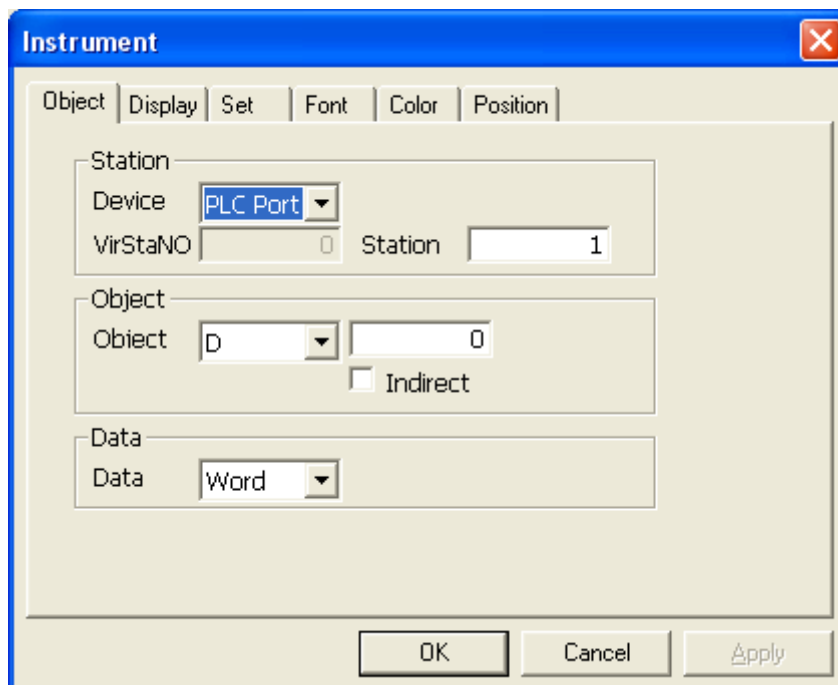 Instrument
Object Display Set Font Color Position
Station
Device PLC Port
VirStaNO 0 Station 1
Object
Obiect D 0
Indirect
Data
Data Word
OK Cancel Apply